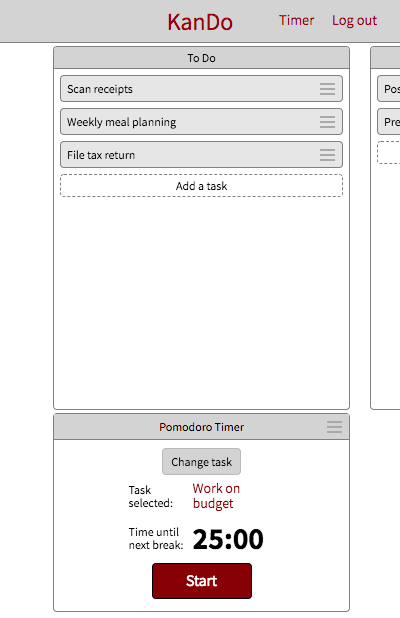 KanDo
Timer
Log out
To Do
Scan receipts
Pos
Weekly meal planning
Pre
File tax return
Add a task
Pomodoro Timer
Change task
Task
selected:
Work on
budget
Time until
next break:
25:00
Start